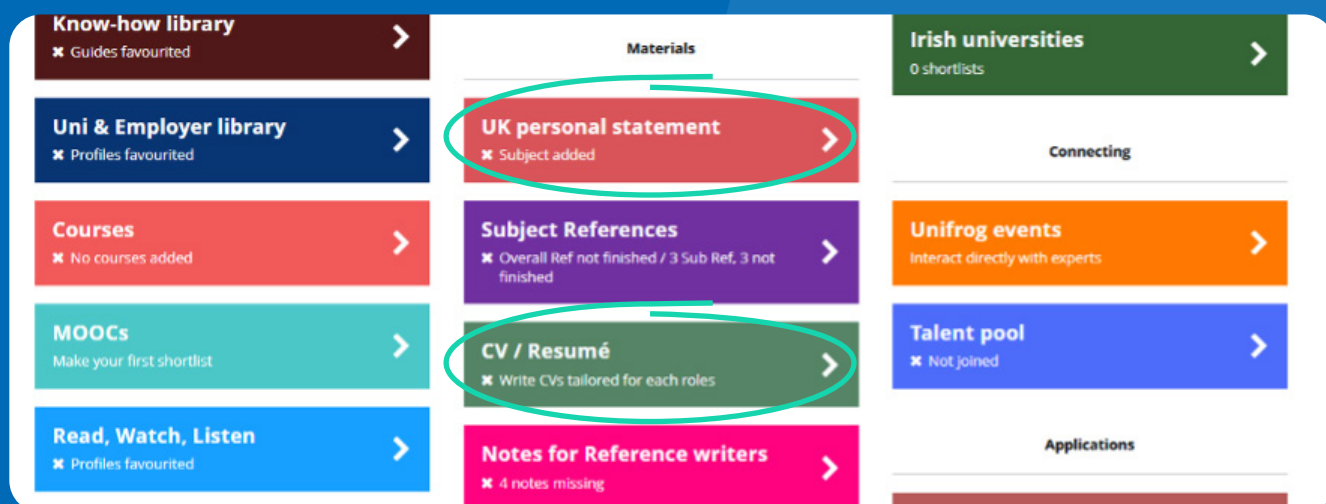 Know-how library
✖ Guides favourited
Uni & Employer library
✖ Profiles favourited
Courses
✖ No courses added
MOOCs
Make your first shortlist
Read, Watch, Listen
✖ Profiles favourited
Materials
UK personal statement
✖ Subject added
Subject References
✖ Overall Ref not finished / 3 Sub Ref, 3 not
finished
CV / Resumé
✖ Write CVs tailored for each roles
Notes for Reference writers
✖ 4 notes missing
Irish universities
0 shortlists
Connecting
Unifrog events
Interact directly with experts
Talent pool
✖ Not joined
Applications